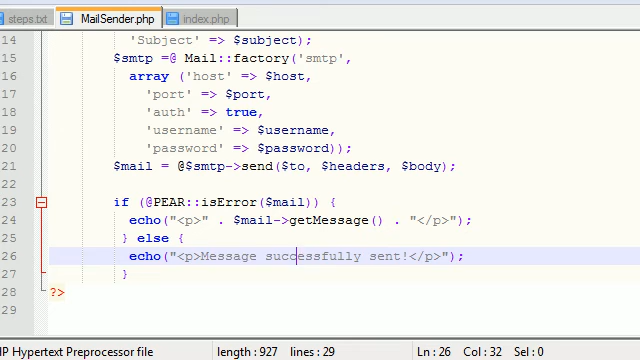 steps.txt MailSender.php index.php
14 'Subject' => $subject);
15 $smtp =@ Mail::factory('smtp',
16 array ('host' => $host,
17 'port' => $port,
18 'auth' => true,
19 'username' => $username,
20 'password' => $password));
21 $mail = @$smtp->send($to, $headers, $body);
22
23 if (@PEAR::isError($mail)) {
24 echo("<p>" . $mail->getMessage() . "</p>");
25 } else {
26 echo("<p>Message successfully sent!</p>");
27 }
28 ?>
29
HP Hypertext Preprocessor file length : 927 lines : 29 Ln : 26 Col : 32 Sel : 0